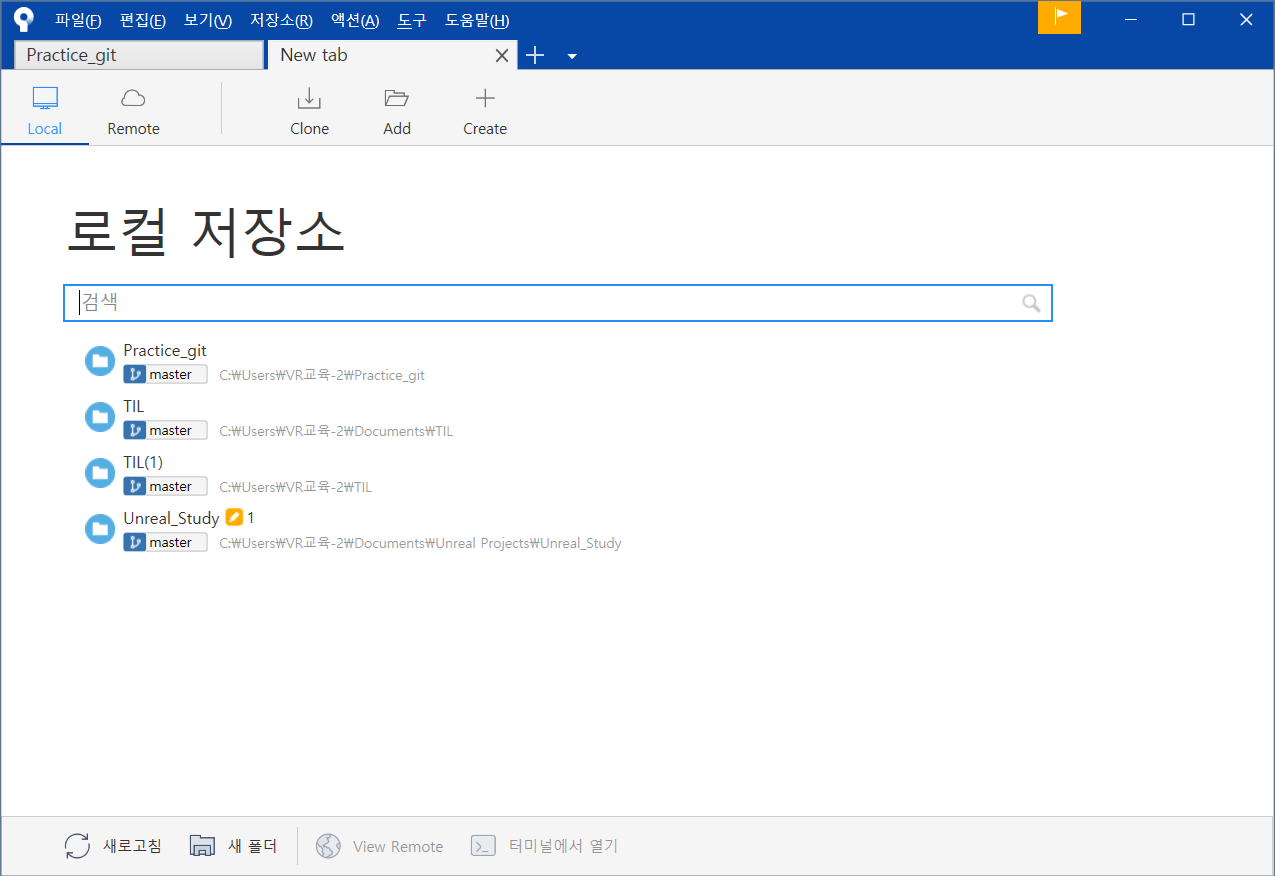 파일(F) 편집(E) 보기(V) 저장소(R) 액션(A) 도구 도움말(H)
Practice_git New tab
Local Remote Clone Add Create
로컬 저장소
검색
Practice_git
master C:₩Users₩VR교육-2₩Practice_git
TIL
master C:₩Users₩VR교육-2₩Documents₩TIL
TIL(1)
master C:₩Users₩VR교육-2₩TIL
Unreal_Study 1
master C:₩Users₩VR교육-2₩Documents₩Unreal Projects₩Unreal_Study
새로고침 새 폴더 View Remote 터미널에서 열기